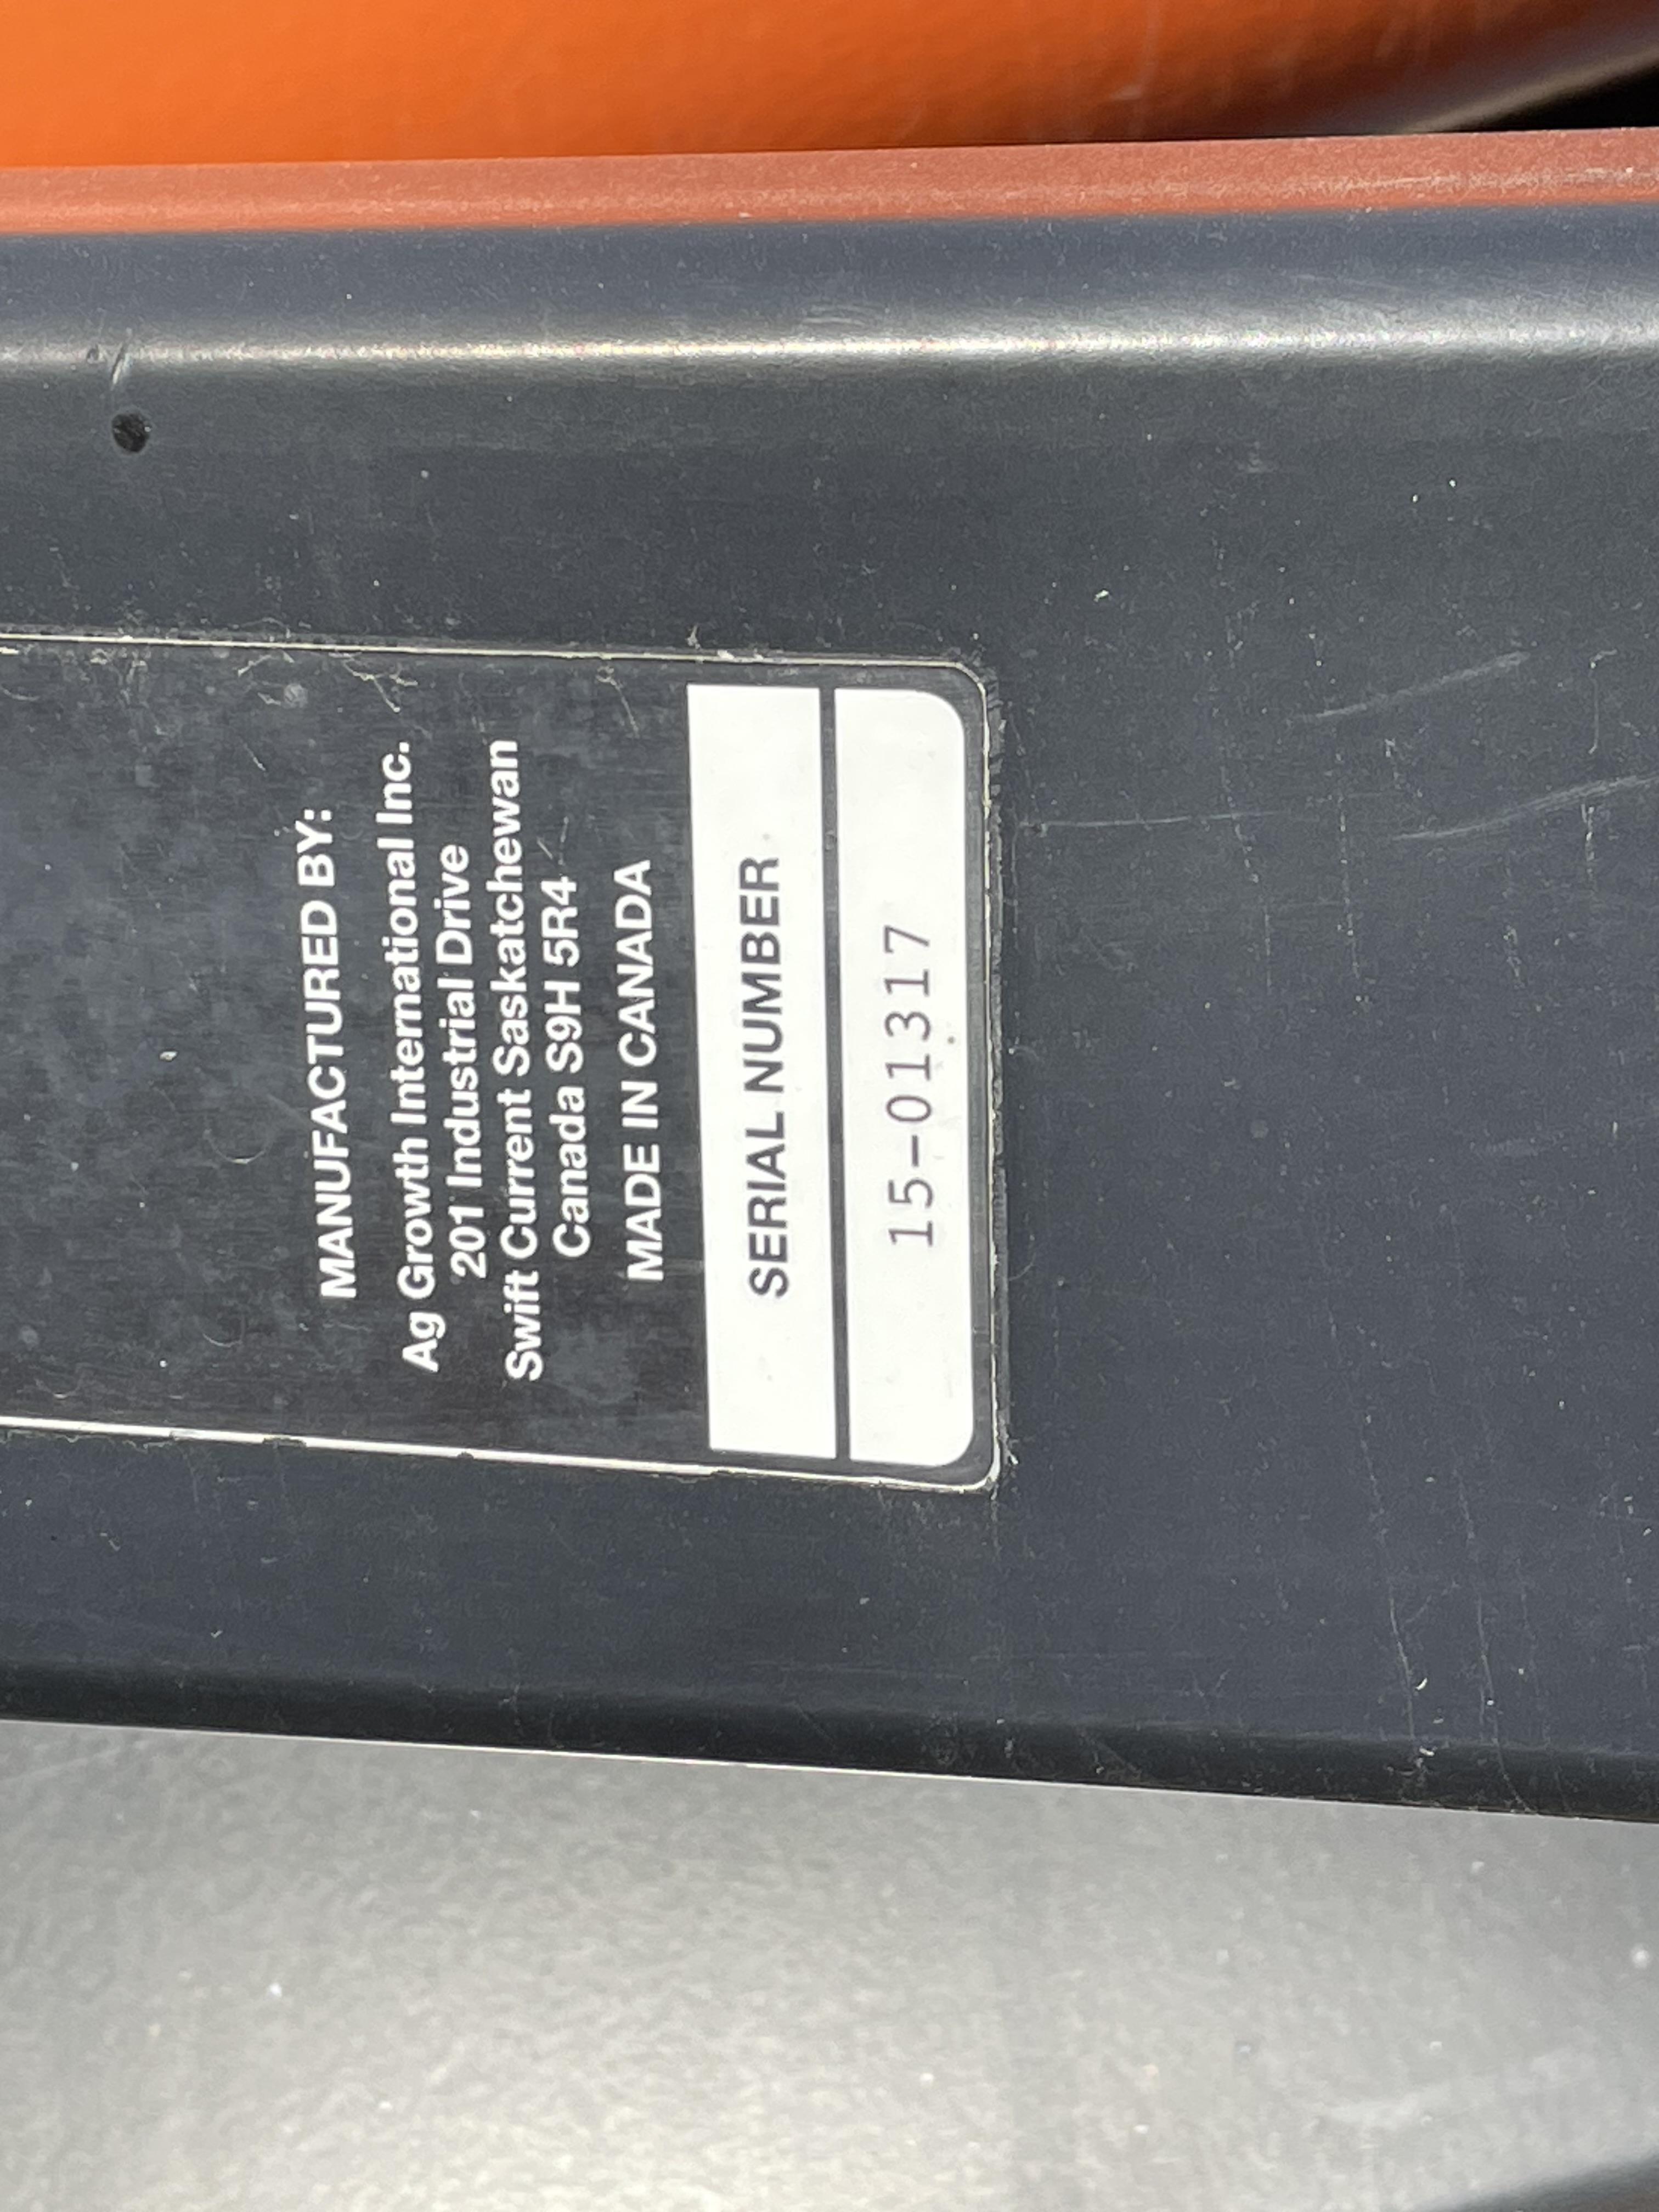 MANUFACTURED BY:
Ag Growth International Inc.
201 Industrial Drive
Swift Current Saskatchewan
Canada S9H 5R4
MADE IN CANADA
SERIAL NUMBER
15-01317